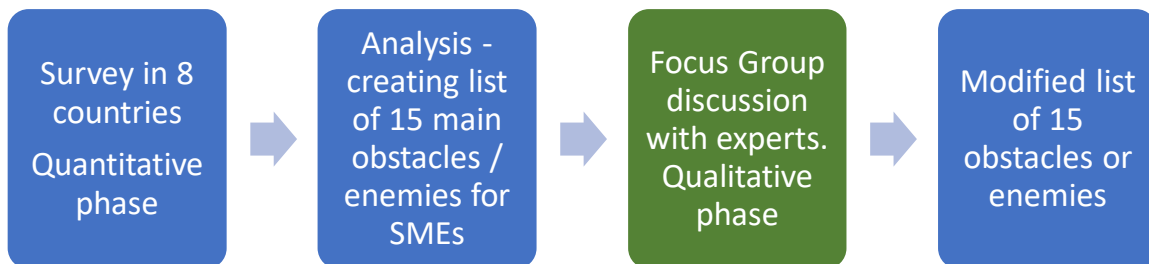 Survey in 8
countries
Quantitative
phase
Analysis -
creating list
of 15 main
obstacles /
enemies for
SMEs
Focus Group
discussion
with experts.
Qualitative
phase
Modified list
of 15
obstacles or
enemies